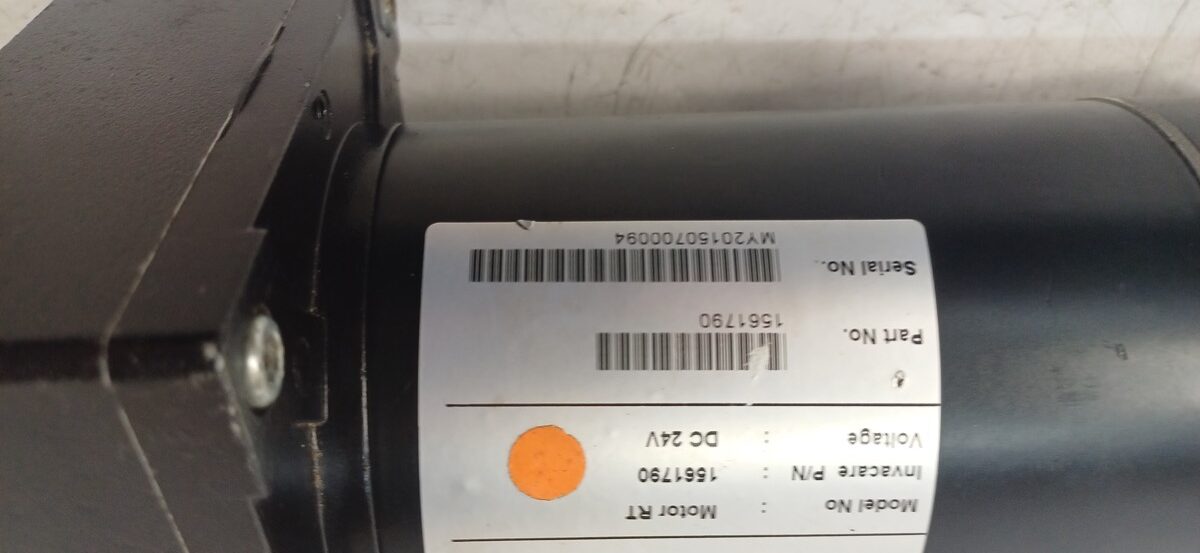 Model No : Motor RT
Invacare P/N : 1561790
Voltage : DC 24V
Part No.
1561790
Serial No..
MY20150700094